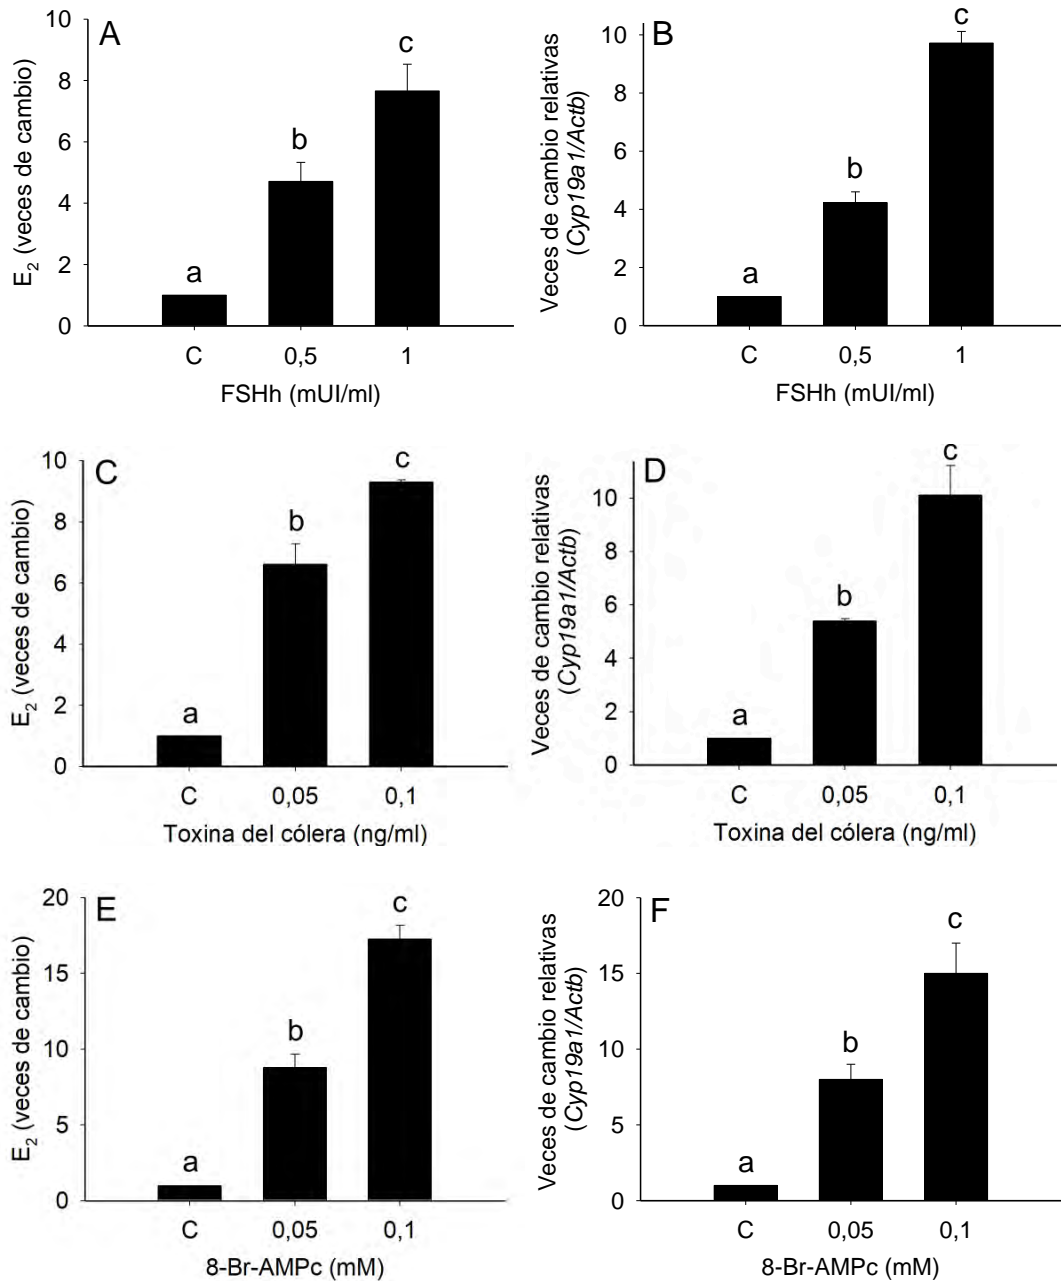 A
E2 (veces de cambio)
10
8
6
4
2
0
a
b
c
C
0,5
1
FSHh (mUI/ml)
B
Veces de cambio relativas
(Cyp19a1/Actb)
10
8
6
4
2
0
a
b
c
C
0,5
1
FSHh (mUI/ml)
C
E2 (veces de cambio)
10
8
6
4
2
0
a
b
c
C
0,05
0,1
Toxina del cólera (ng/ml)
D
Veces de cambio relativas
(Cyp19a1/Actb)
10
8
6
4
2
0
a
b
c
C
0,05
0,1
Toxina del cólera (ng/ml)
E
E2 (veces de cambio)
20
15
10
5
0
a
b
c
C
0,05
0,1
8-Br-AMPc (mM)
F
Veces de cambio relativas
(Cyp19a1/Actb)
20
15
10
5
0
a
b
c
C
0,05
0,1
8-Br-AMPc (mM)